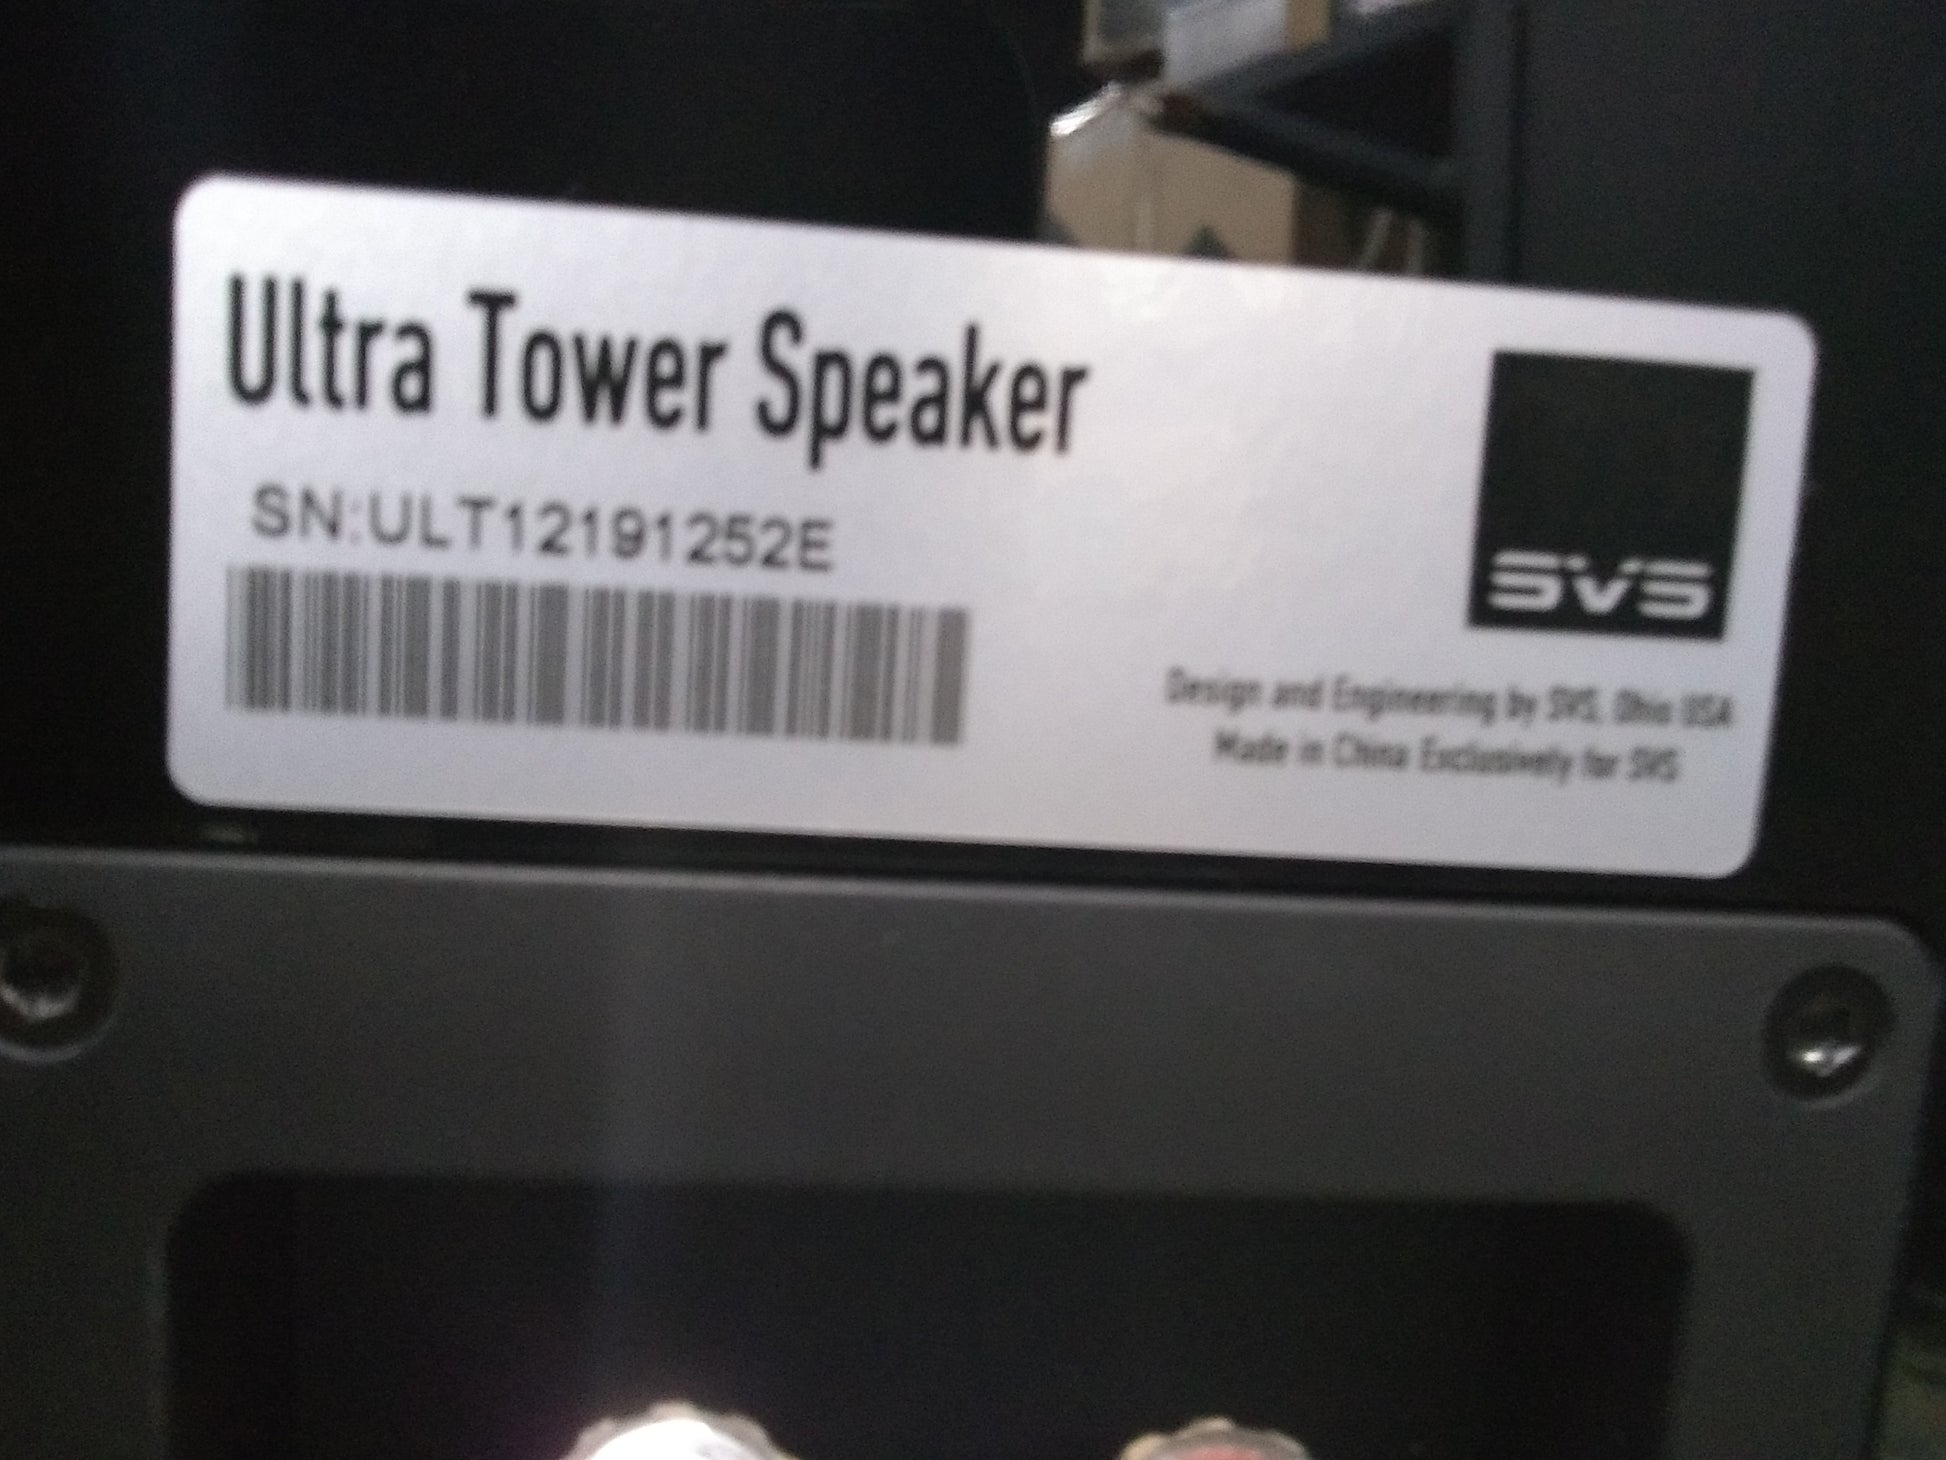 Ultra Tower Speaker
SN:ULT12191252E
SVS
Design and Engineering by SVS, Ohio USA
Made in China Exclusively for SVS